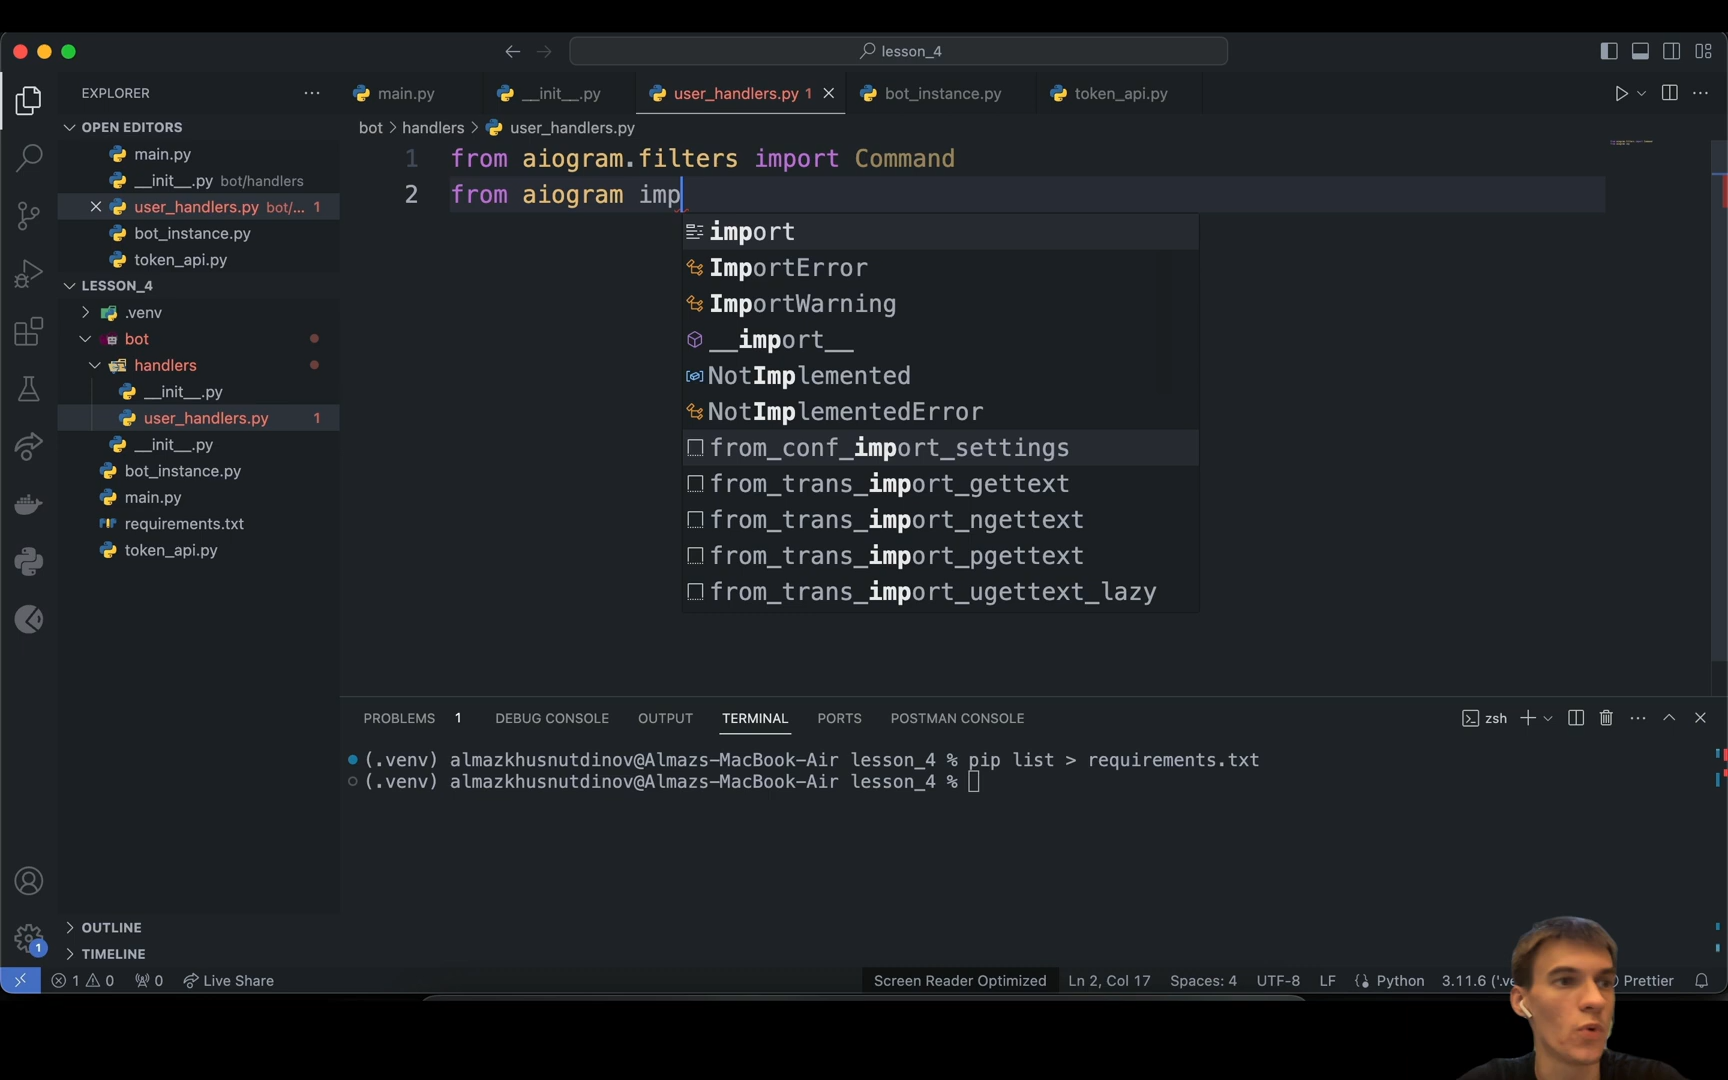 lesson_4
EXPLORER
main.py
__init__.py
user_handlers.py 1
bot_instance.py
token_api.py
OPEN EDITORS
bot > handlers > user_handlers.py
main.py
__init__.py bot/handlers
user_handlers.py bot/... 1
bot_instance.py
token_api.py
LESSON_4
.venv
bot
handlers
__init__.py
user_handlers.py 1
__init__.py
bot_instance.py
main.py
requirements.txt
token_api.py
OUTLINE
TIMELINE
1 from aiogram.filters import Command
2 from aiogram imp
import
ImportError
ImportWarning
__import__
NotImplemented
NotImplementedError
from_conf_import_settings
from_trans_import_gettext
from_trans_import_ngettext
from_trans_import_pgettext
from_trans_import_ugettext_lazy
PROBLEMS 1 DEBUG CONSOLE OUTPUT TERMINAL PORTS POSTMAN CONSOLE
zsh
(.venv) almazkhusnutdinov@Almazs-MacBook-Air lesson_4 % pip list > requirements.txt
(.venv) almazkhusnutdinov@Almazs-MacBook-Air lesson_4 %
1
1 0 0 Live Share Screen Reader Optimized Ln 2, Col 17 Spaces: 4 UTF-8 LF Python 3.11.6 ('.ve Prettier